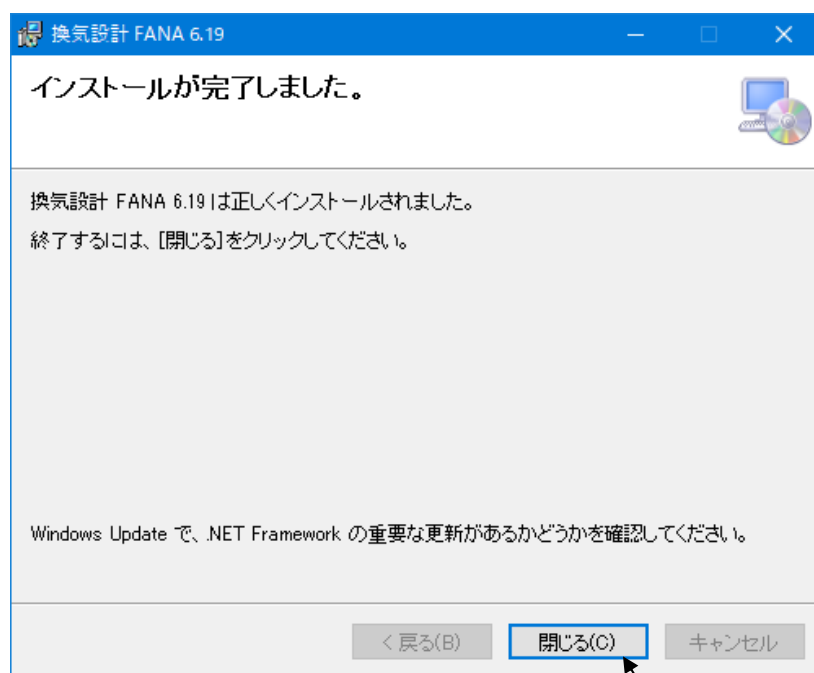 換気設計 FANA 6.19
インストールが完了しました。
換気設計 FANA 6.19 は正しくインストールされました。
終了するには、[閉じる]をクリックしてください。
Windows Update で、.NET Framework の重要な更新があるかどうかを確認してください。
< 戻る(B) 閉じる(C) キャンセル